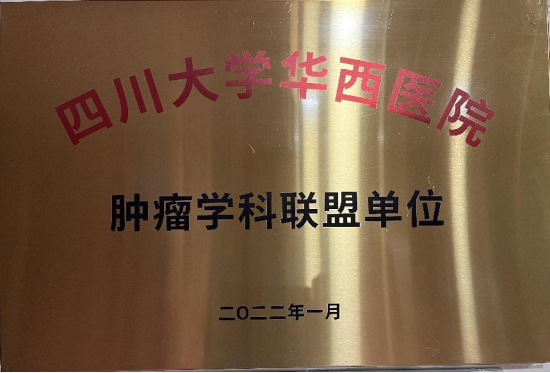 四川大学华西医院
肿瘤学科联盟单位
二O二二年一月